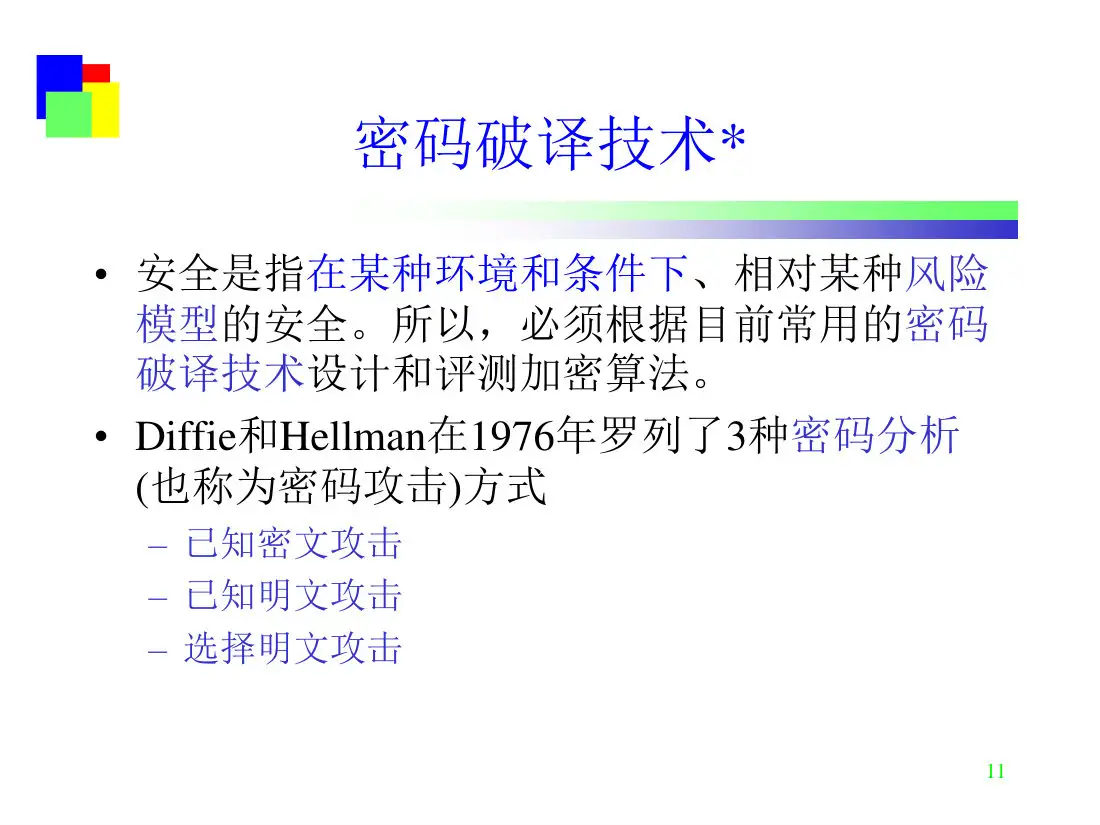 密码破译技术*
• 安全是指在某种环境和条件下、相对某种风险
模型的安全。所以，必须根据目前常用的密码
破译技术设计和评测加密算法。
• Diffie和Hellman在1976年罗列了3种密码分析
(也称为密码攻击)方式
– 已知密文攻击
– 已知明文攻击
– 选择明文攻击
11